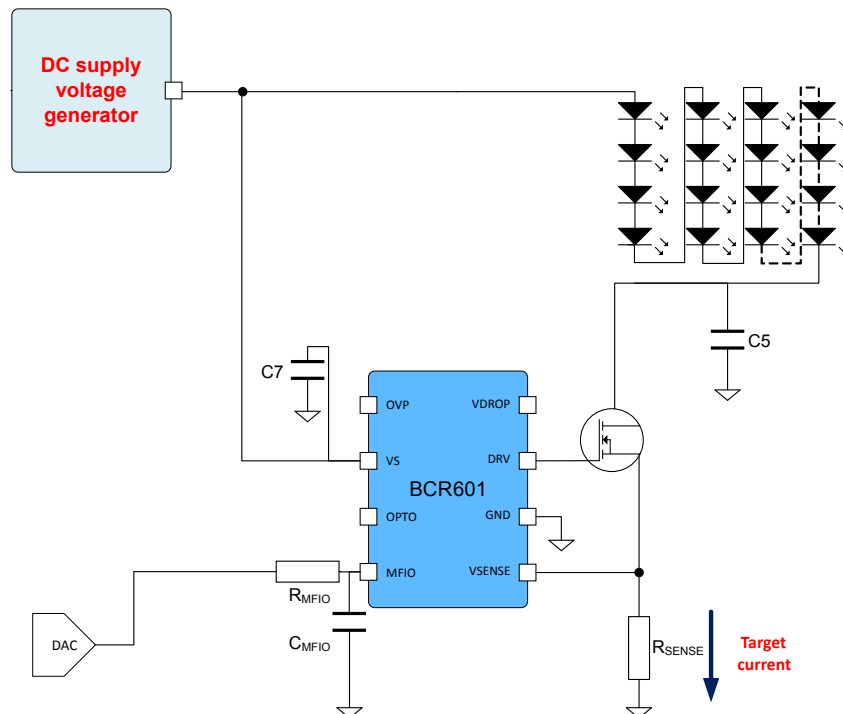 DC supply
voltage
generator
C5
C7
OVP
VDROP
VS
DRV
BCR601
OPTO
GND
MFIO
VSENSE
RMFIO
CMFIO
DAC
RSENSE
Target
current